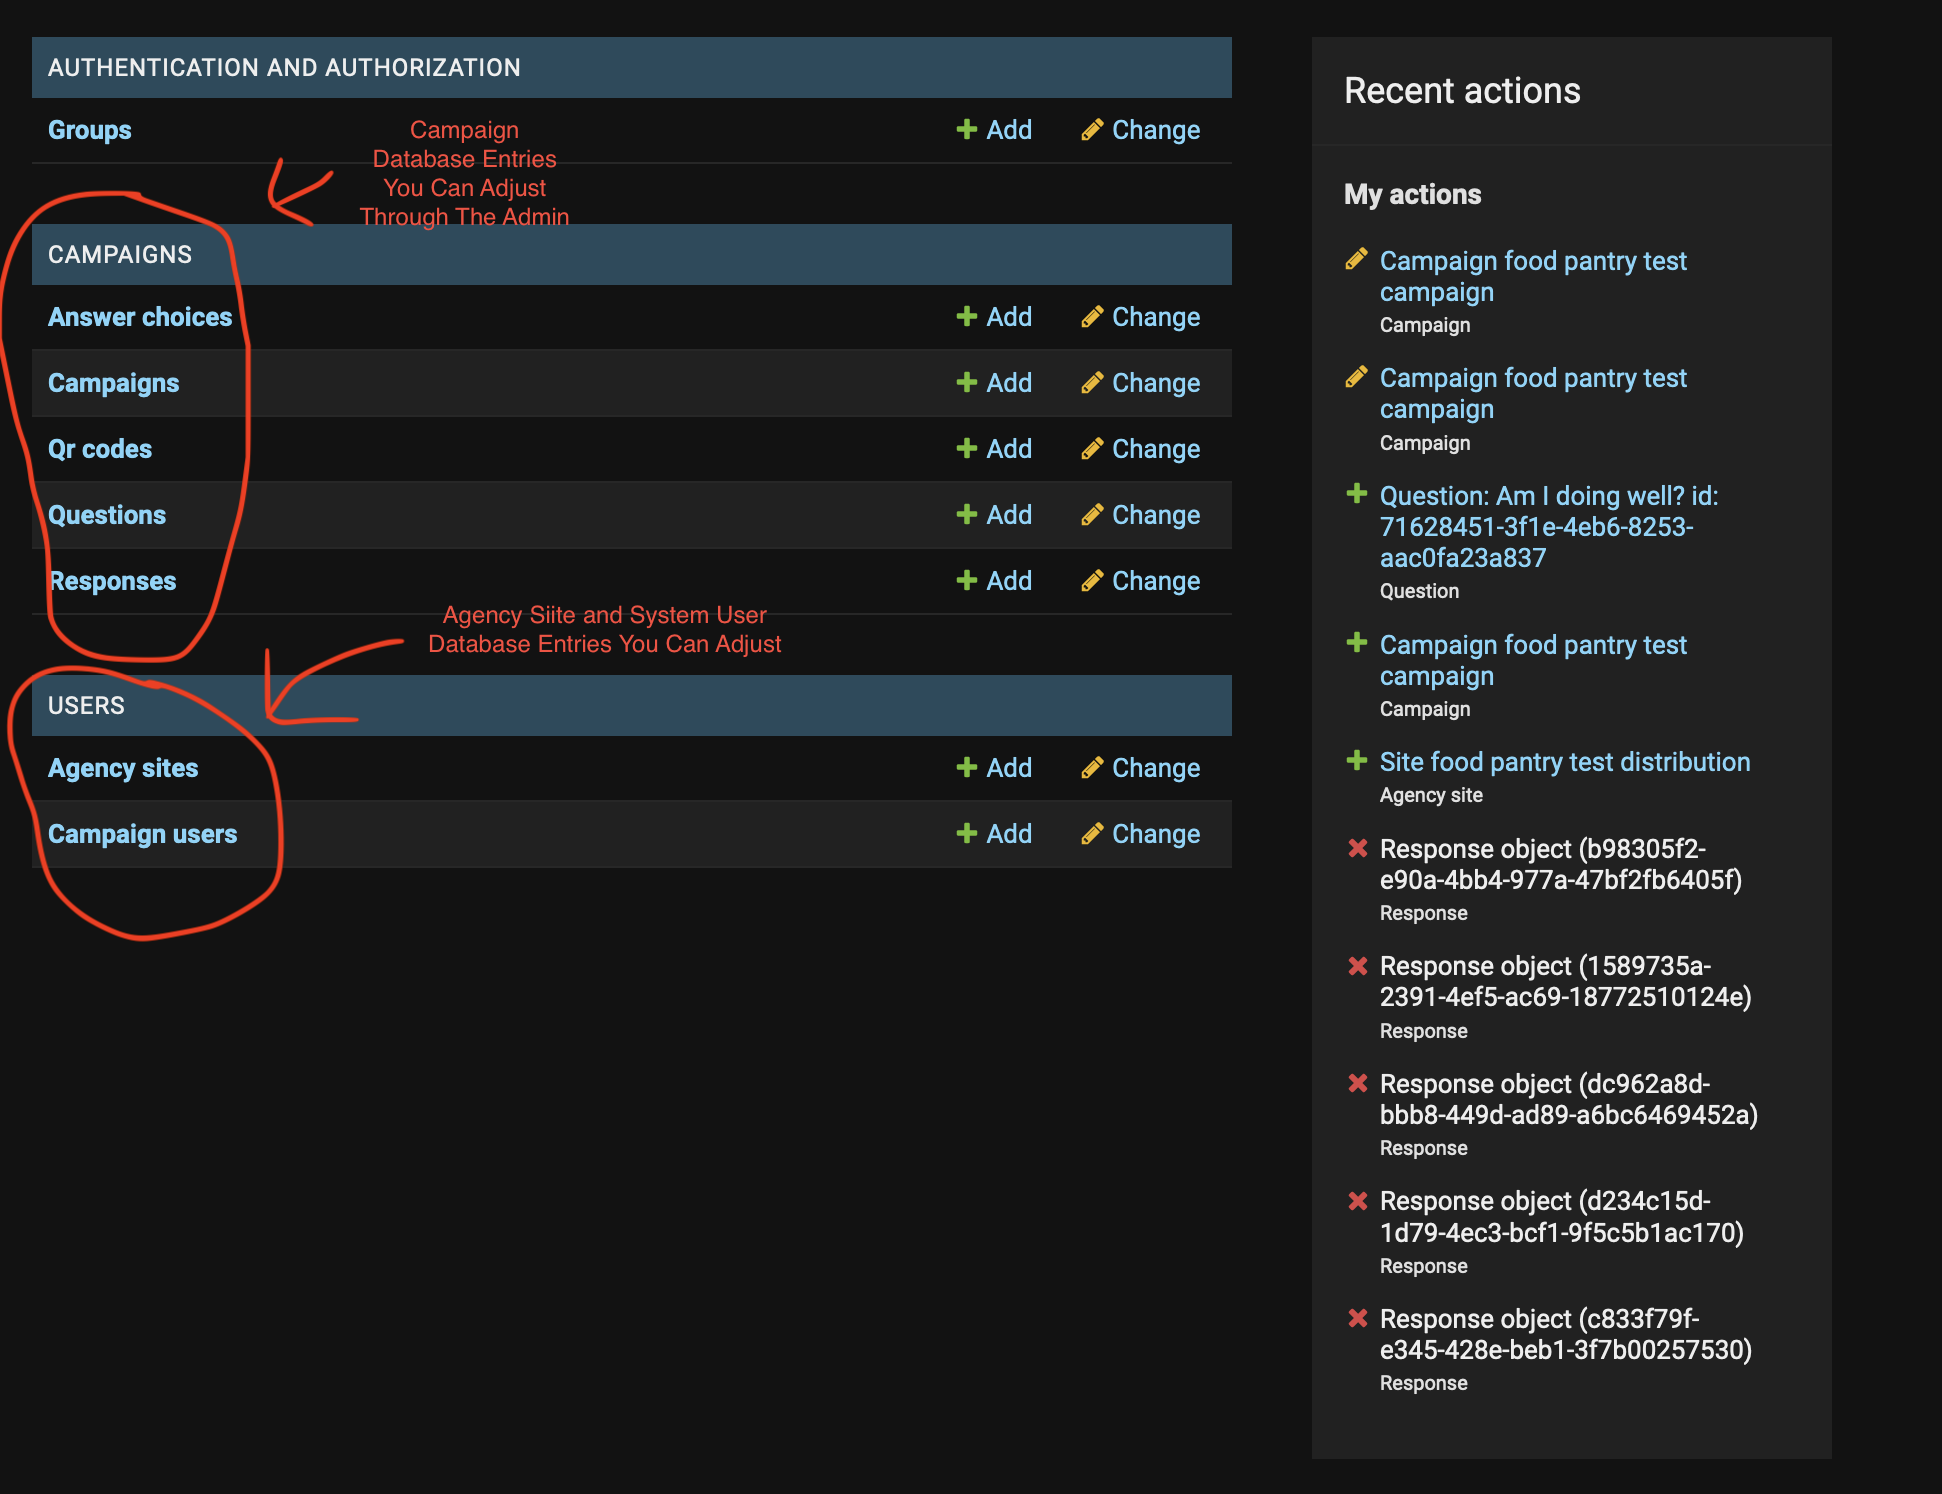 AUTHENTICATION AND AUTHORIZATION
Groups
Add
Change
Campaign
Database Entries
You Can Adjust
Through The Admin
CAMPAIGNS
Answer choices
Add
Change
Campaigns
Add
Change
Qr codes
Add
Change
Questions
Add
Change
Responses
Add
Change
Agency Siite and System User
Database Entries You Can Adjust
USERS
Agency sites
Add
Change
Campaign users
Add
Change
Recent actions
My actions
Campaign food pantry test
campaign
Campaign
Campaign food pantry test
campaign
Campaign
Question: Am I doing well? id:
71628451-3f1e-4eb6-8253-
aac0fa23a837
Question
Campaign food pantry test
campaign
Campaign
Site food pantry test distribution
Agency site
Response object (b98305f2-
e90a-4bb4-977a-47bf2fb6405f)
Response
Response object (1589735a-
2391-4ef5-ac69-18772510124e)
Response
Response object (dc962a8d-
bbb8-449d-ad89-a6bc6469452a)
Response
Response object (d234c15d-
1d79-4ec3-bcf1-9f5c5b1ac170)
Response
Response object (c833f79f-
e345-428e-beb1-3f7b00257530)
Response